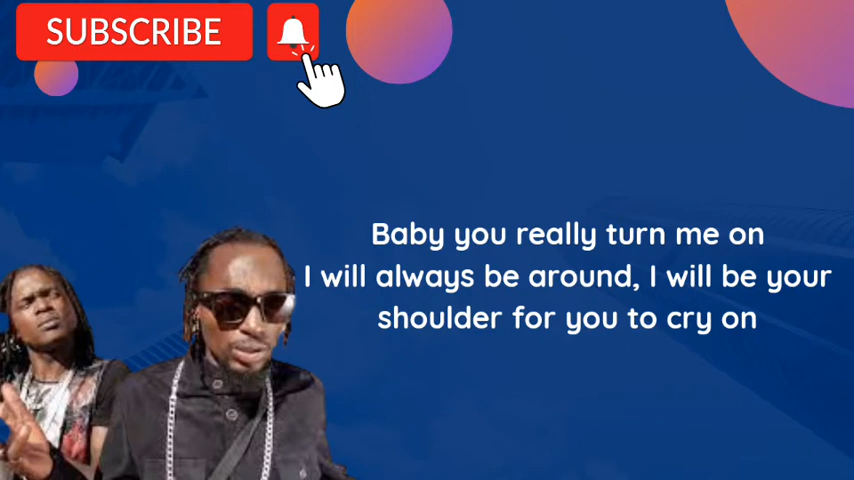 SUBSCRIBE
Baby you really turn me on
I will always be around, I will be your
shoulder for you to cry on